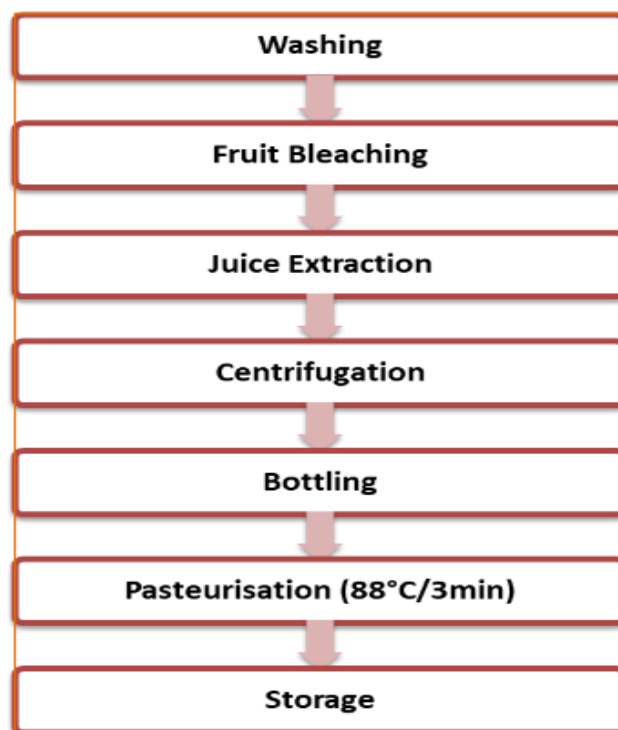 Washing
Fruit Bleaching
Juice Extraction
Centrifugation
Bottling
Pasteurisation (88°C/3min)
Storage